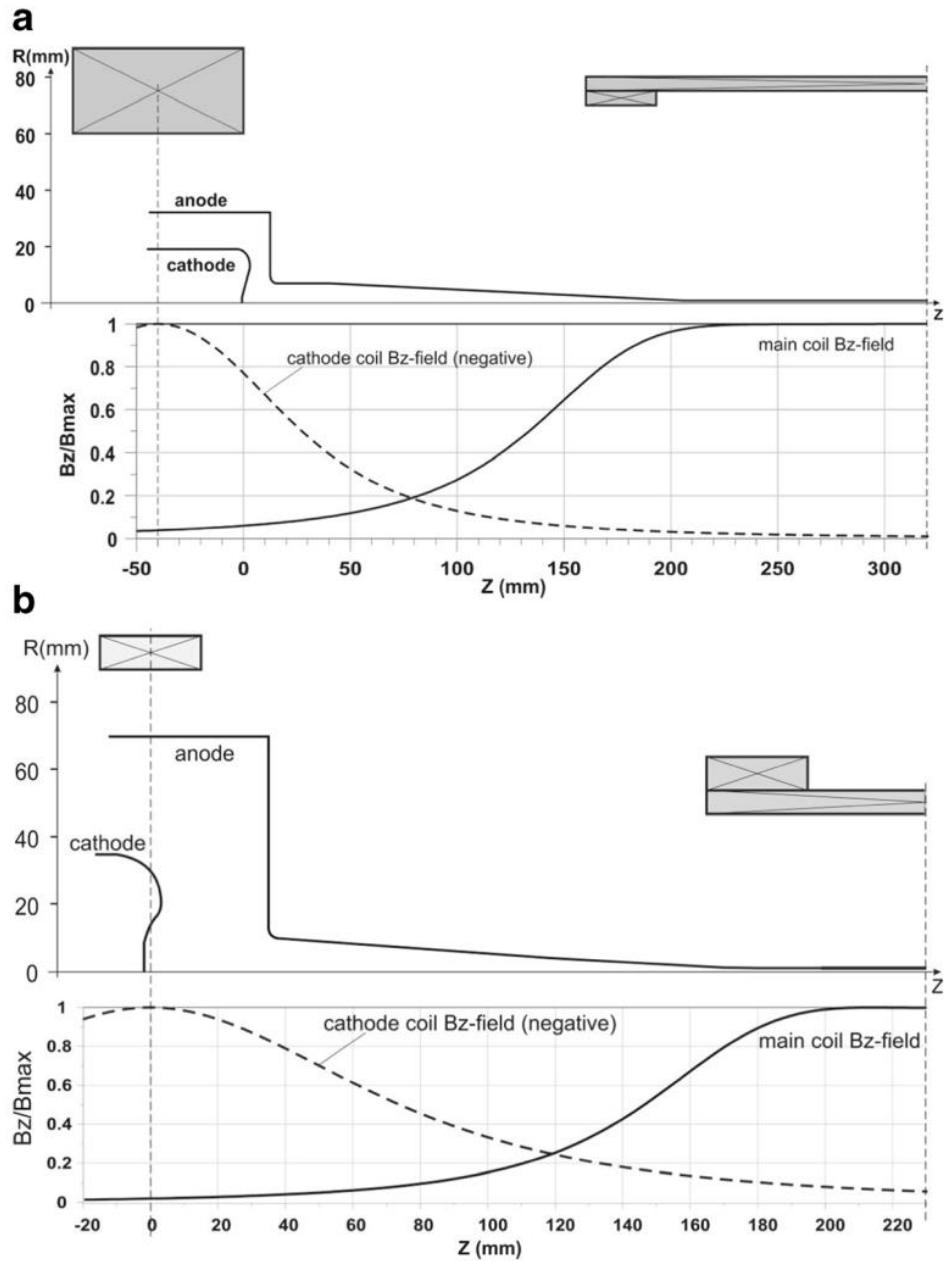 a
R(mm)
80
60
40
20
0
anode
cathode
z
1
0.8
0.6
0.4
0.2
0
Bz/Bmax
cathode coil Bz-field (negative)
main coil Bz-field
-50 0 50 100 150 200 250 300
Z (mm)
b
R(mm)
80
60
40
20
0
anode
cathode
Z
1
0.8
0.6
0.4
0.2
0
Bz/Bmax
cathode coil Bz-field (negative)
main coil Bz-field
-20 0 20 40 60 80 100 120 140 160 180 200 220
Z (mm)